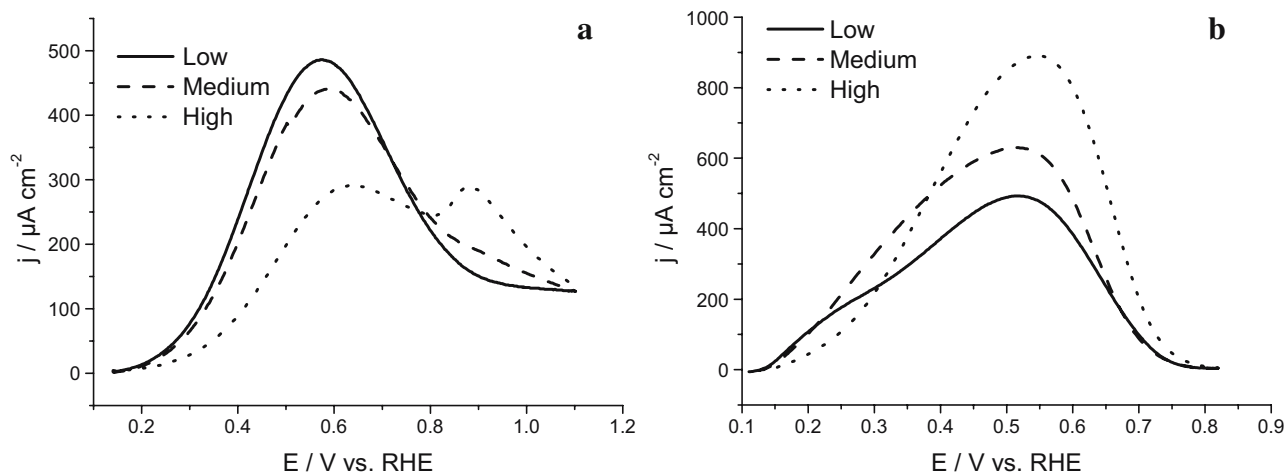 a
Low
Medium
High
500
400
300
200
100
0
j / µA cm⁻²
0.2 0.4 0.6 0.8 1.0 1.2
E / V vs. RHE
b
Low
Medium
High
1000
800
600
400
200
0
j / µA cm⁻²
0.1 0.2 0.3 0.4 0.5 0.6 0.7 0.8 0.9
E / V vs. RHE